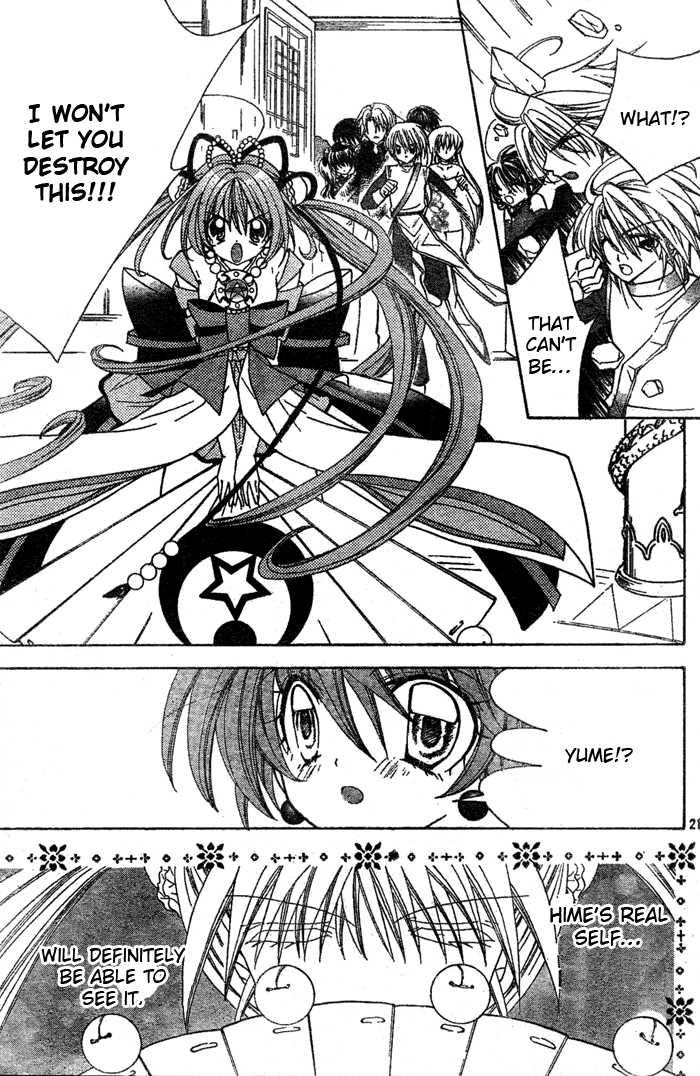 WHAT!?
THAT
CAN'T
BE...
I WON'T
LET YOU
DESTROY
THIS!!!
YUME!?
21
HIME'S REAL
SELF...
WILL DEFINITELY
BE ABLE TO
SEE IT.